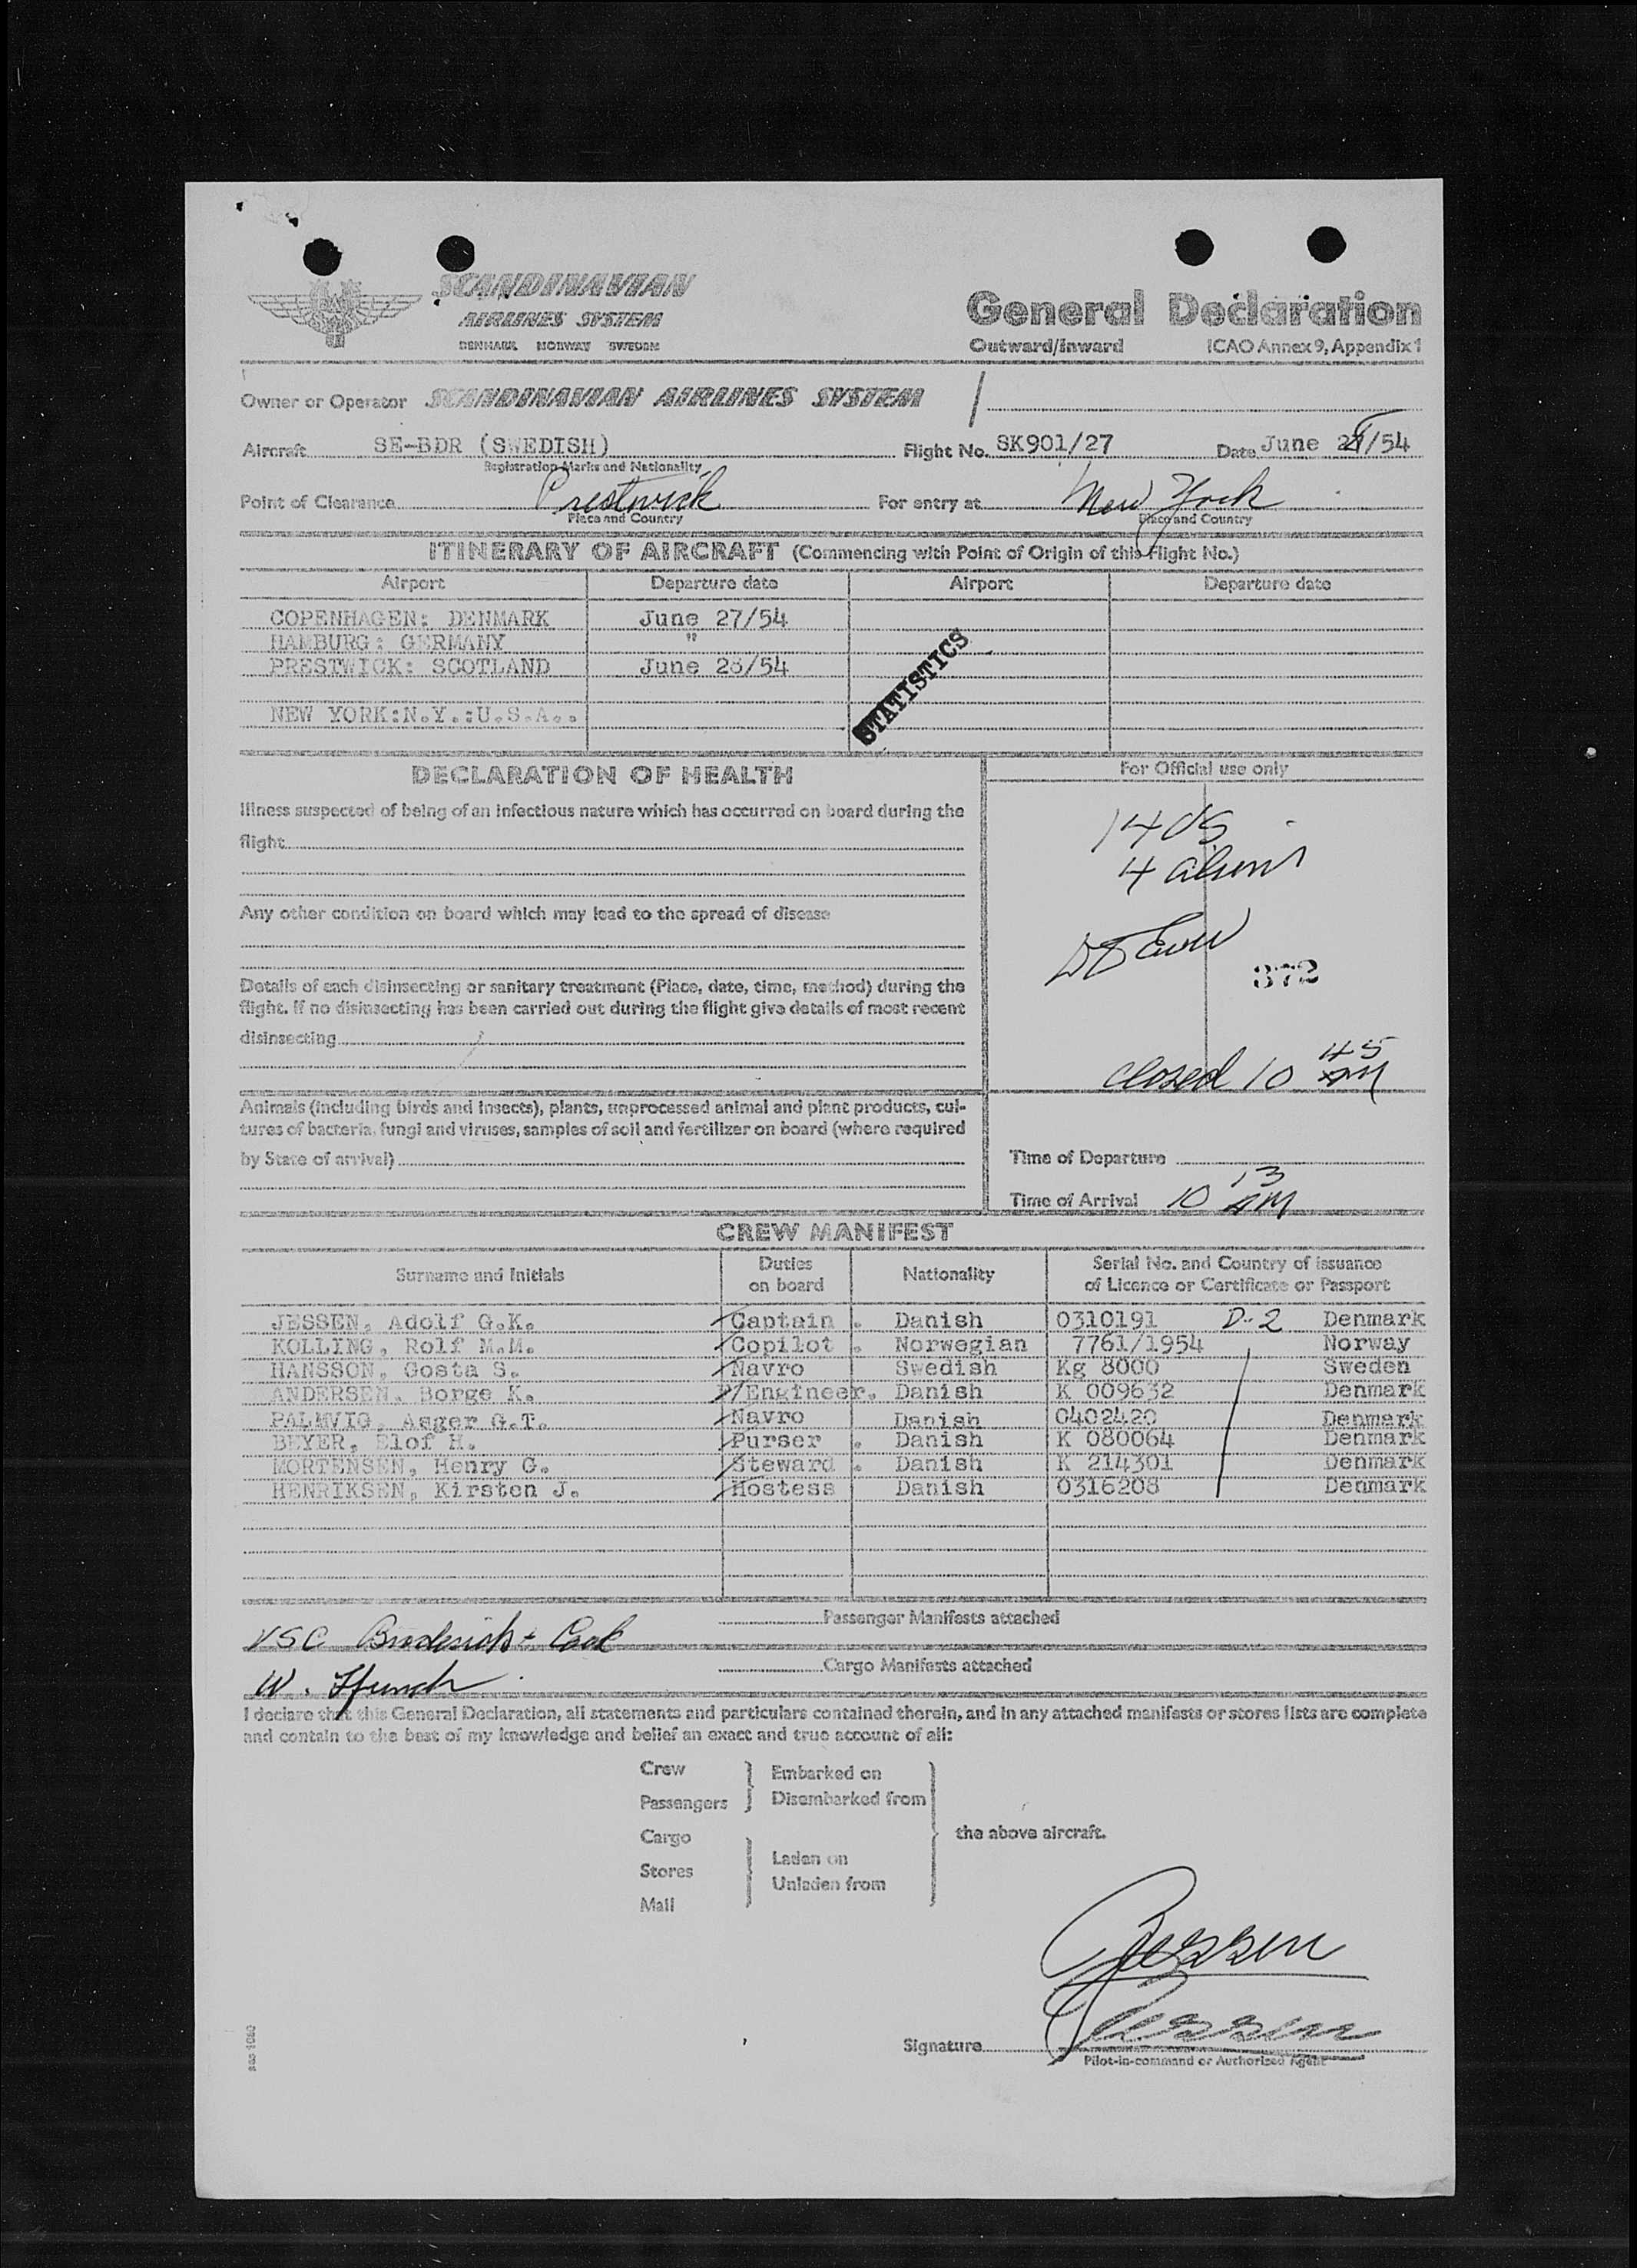 SCANDINAVIAN
AIRLINES SYSTEM
DENMARK NORWAY SWEDEN
General Declaration
Outward/Inward ICAO Annex 9, Appendix 1
Owner or Operator SCANDINAVIAN AIRLINES SYSTEM
Aircraft SE-BDR (SWEDISH) Flight No. SK901/27 Date June 28/54
Registration Marks and Nationality
Point of Clearance Prestwick For entry at New York
Place and Country Place and Country
ITINERARY OF AIRCRAFT (Commencing with Point of Origin of this Flight No.)
Airport Departure date Airport Departure date
COPENHAGEN: DENMARK June 27/54
HAMBURG: GERMANY "
PRESTWICK: SCOTLAND June 28/54
NEW YORK:N.Y.:U.S.A..
STATISTICS
DECLARATION OF HEALTH
Illness suspected of being of an infectious nature which has occurred on board during the
flight
Any other condition on board which may lead to the spread of disease
Details of each disinsecting or sanitary treatment (Place, date, time, method) during the
flight. If no disinsecting has been carried out during the flight give details of most recent
disinsecting
Animals (including birds and insects), plants, unprocessed animal and plant products, cul-
tures of bacteria, fungi and viruses, samples of soil and fertilizer on board (where required
by State of arrival)
For Official use only
4 aliens
372
closed 10 45 AM
Time of Departure
Time of Arrival 10 13 AM
CREW MANIFEST
Surname and Initials Duties on board Nationality Serial No. and Country of issuance of Licence or Certificate or Passport
JESSEN, Adolf G.K. Captain . Danish 0310191 D-2 Denmark
KOLLING, Rolf M.M. Copilot . Norwegian 7761/1954 Norway
HANSSON, Gosta S. Navro Swedish Kg 8000 Sweden
ANDERSEN, Borge K. F/Engineer. Danish K 009632 Denmark
PALMVIG, Asger G.T. Navro Danish 0402420 Denmark
BEYER, Elof H. Purser . Danish K 080064 Denmark
MORTENSEN, Henry G. Steward . Danish K 214301 Denmark
HENRIKSEN, Kirsten J. Hostess Danish 0316208 Denmark
Passenger Manifests attached
Cargo Manifests attached
I declare that this General Declaration, all statements and particulars contained therein, and in any attached manifests or stores lists are complete
and contain to the best of my knowledge and belief an exact and true account of all:
Crew
Passengers
Cargo
Stores
Mail
Embarked on
Disembarked from
Laden on
Unladen from
the above aircraft.
Jessen
Signature Jessen
Pilot-in-command or Authorized Agent
SAS 1080